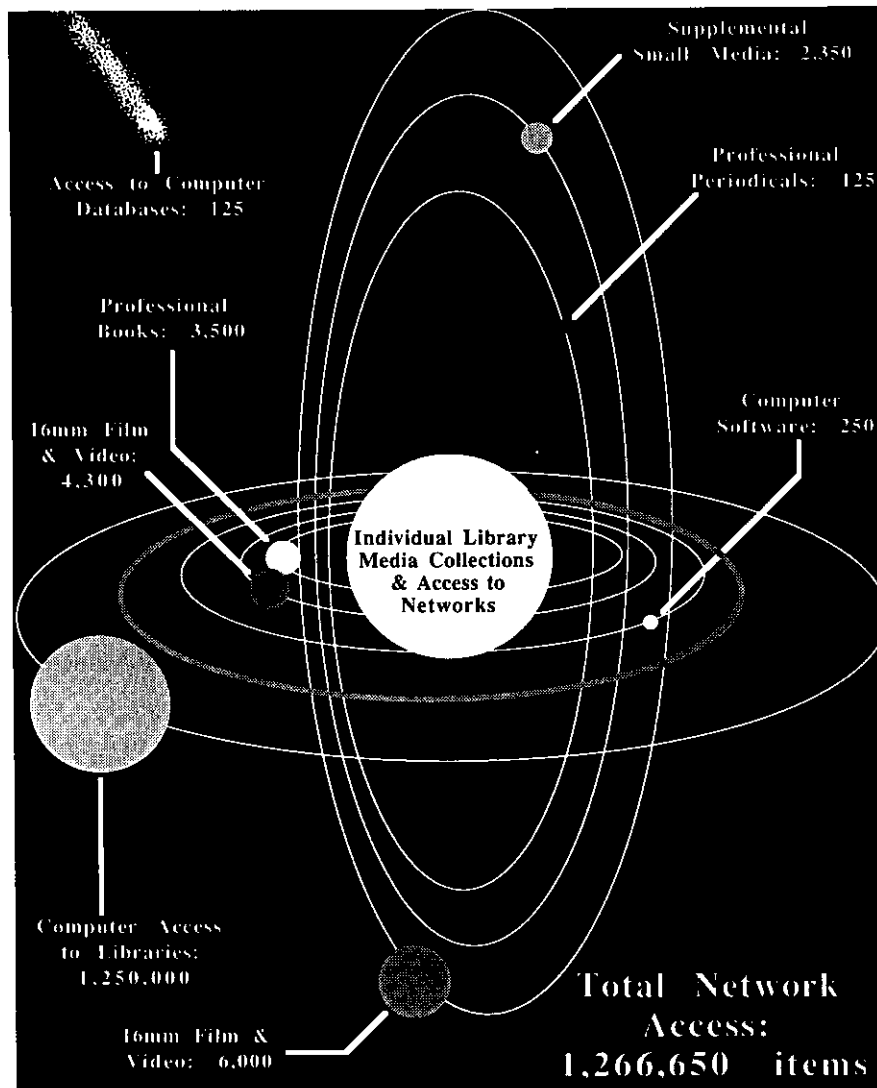 Supplemental
Small Media: 2,350
Access to Computer
Databases: 125
Professional
Periodicals: 125
Professional
Books: 3,500
16mm Film
& Video:
4,300
Computer
Software: 250
Individual Library
Media Collections
& Access to
Networks
Computer Access
to Libraries:
1,250,000
16mm Film &
Video: 6,000
Total Network
Access:
1,266,650 items